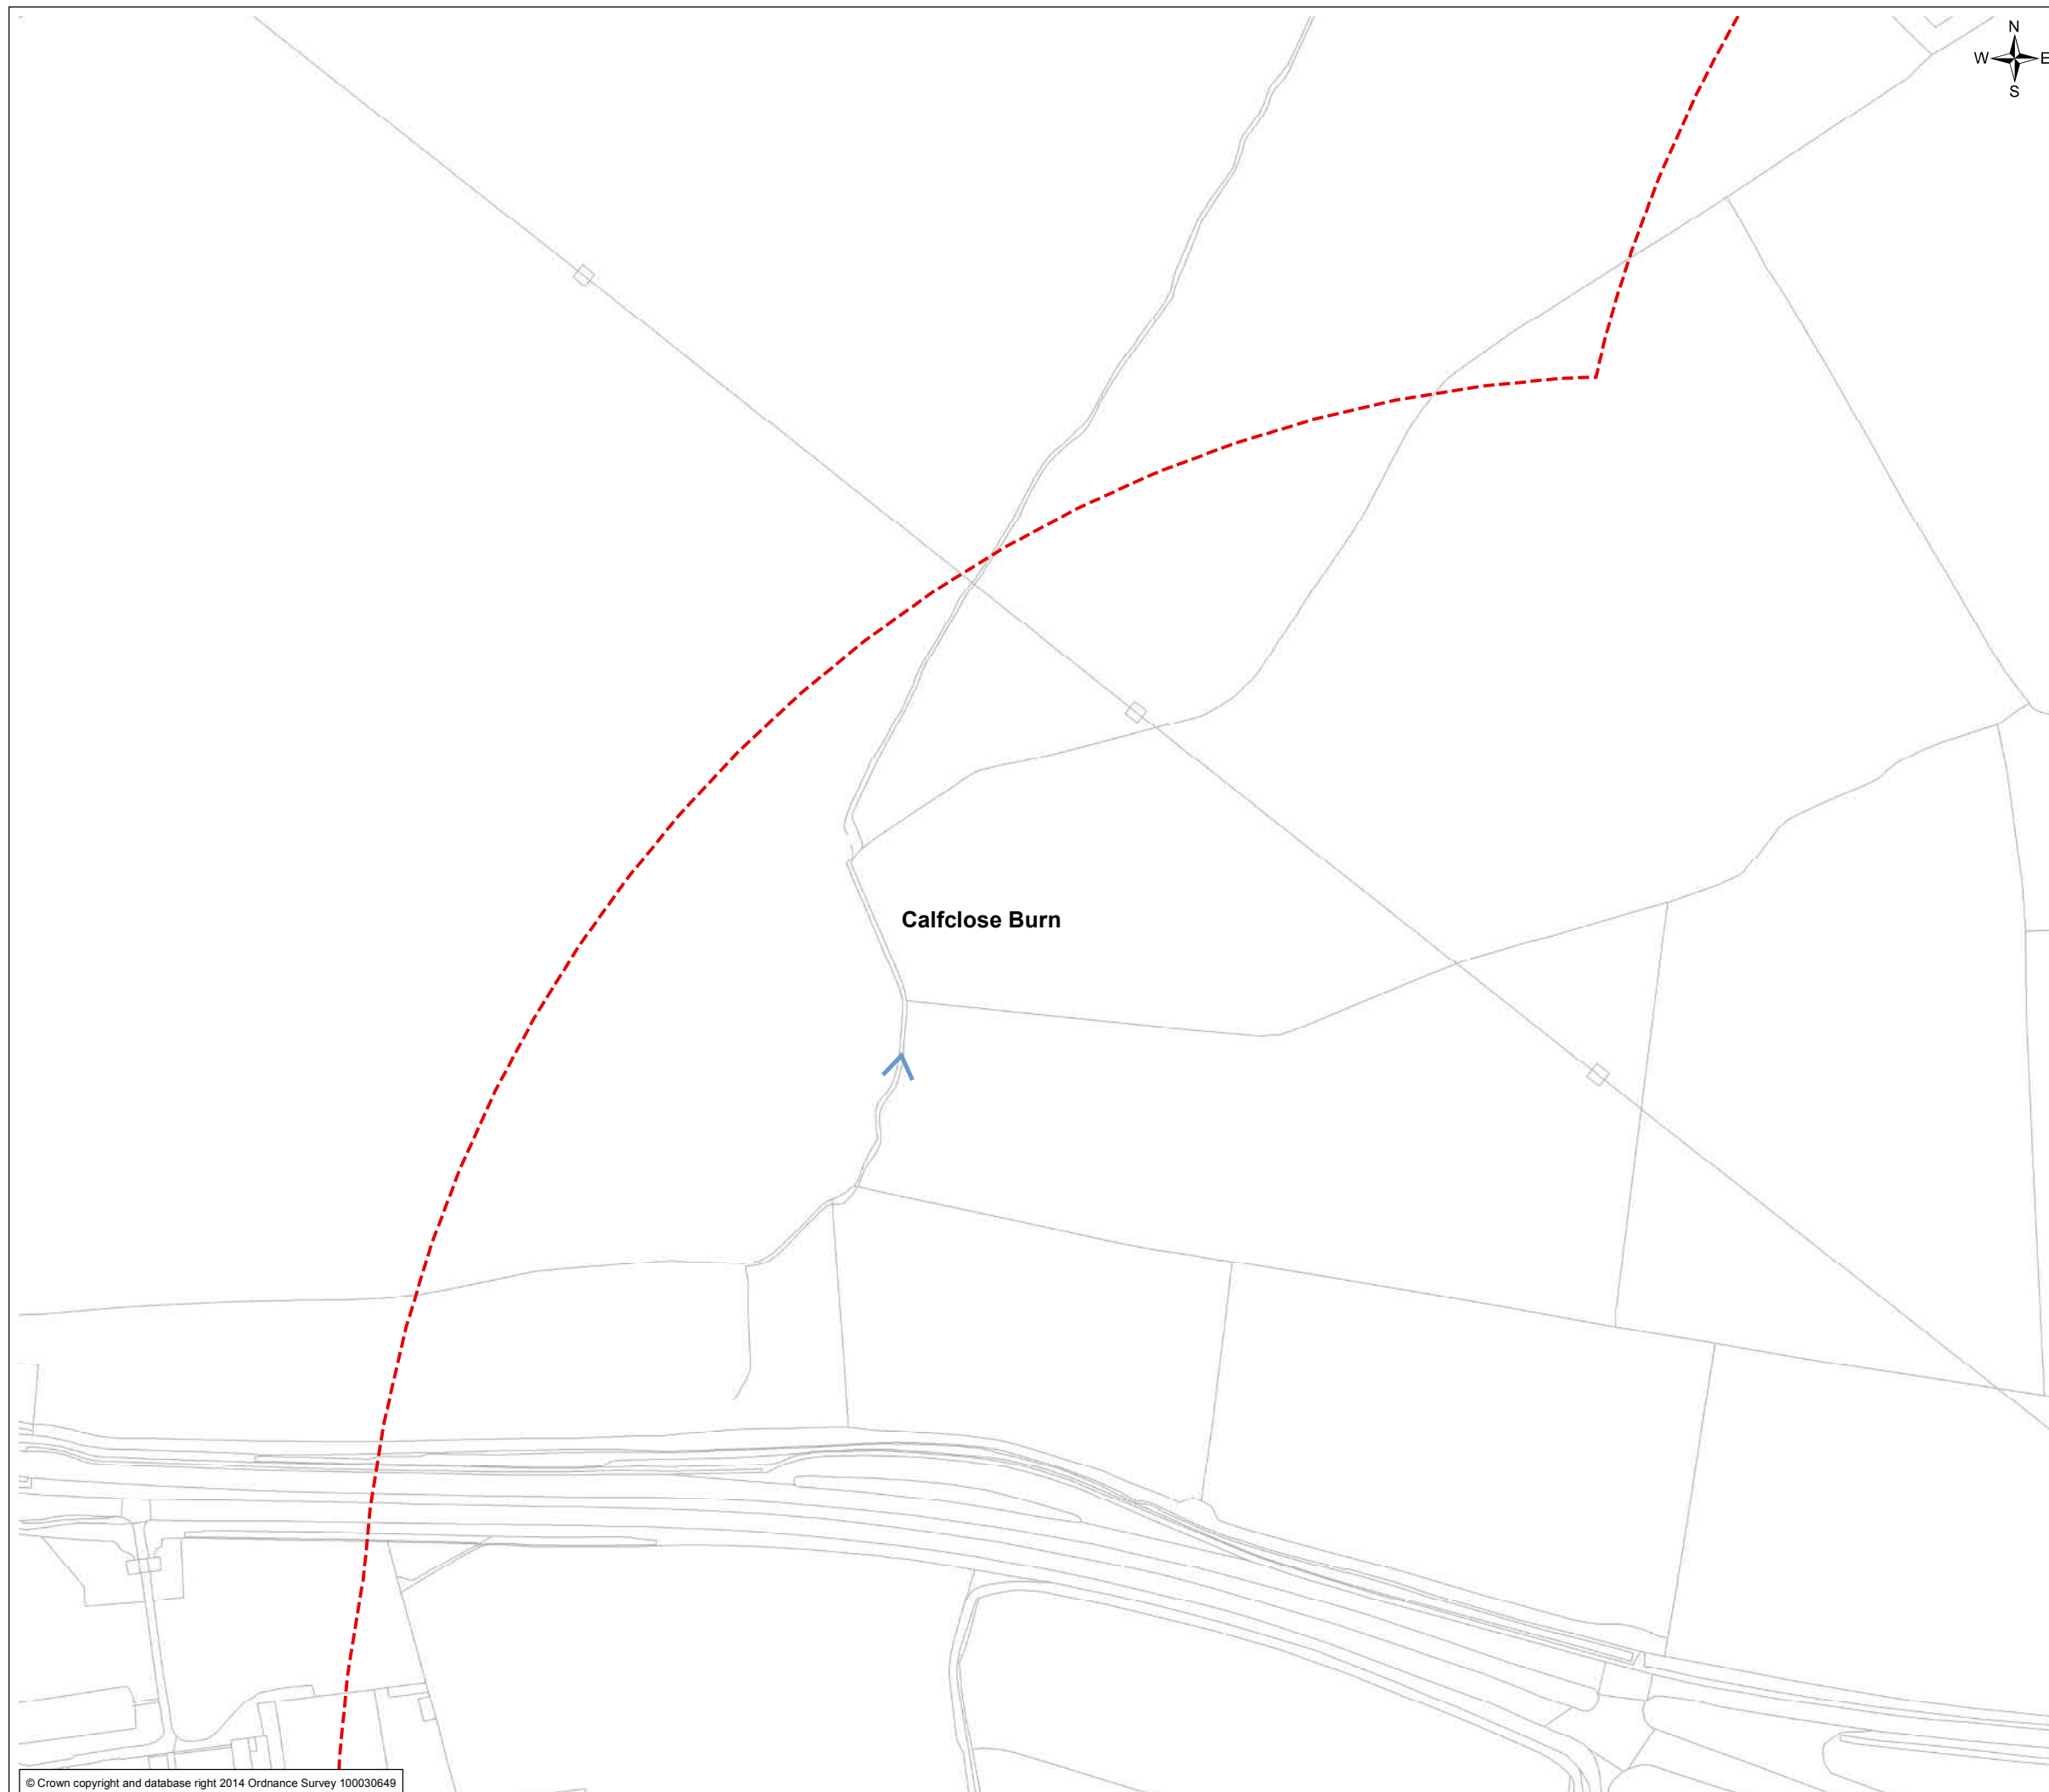 N
W E
S
Calfclose Burn
© Crown copyright and database right 2014 Ordnance Survey 100030649